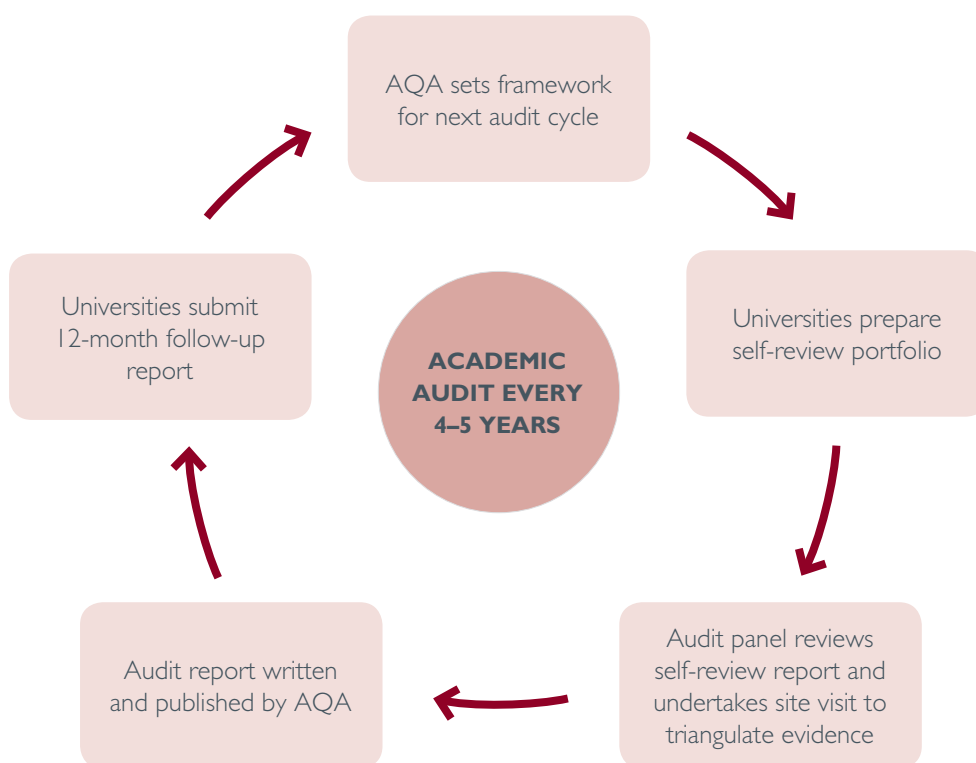 AQA sets framework
for next audit cycle
Universities prepare
self-review portfolio
Audit panel reviews
self-review report and
undertakes site visit to
triangulate evidence
Audit report written
and published by AQA
Universities submit
12-month follow-up
report
ACADEMIC
AUDIT EVERY
4–5 YEARS